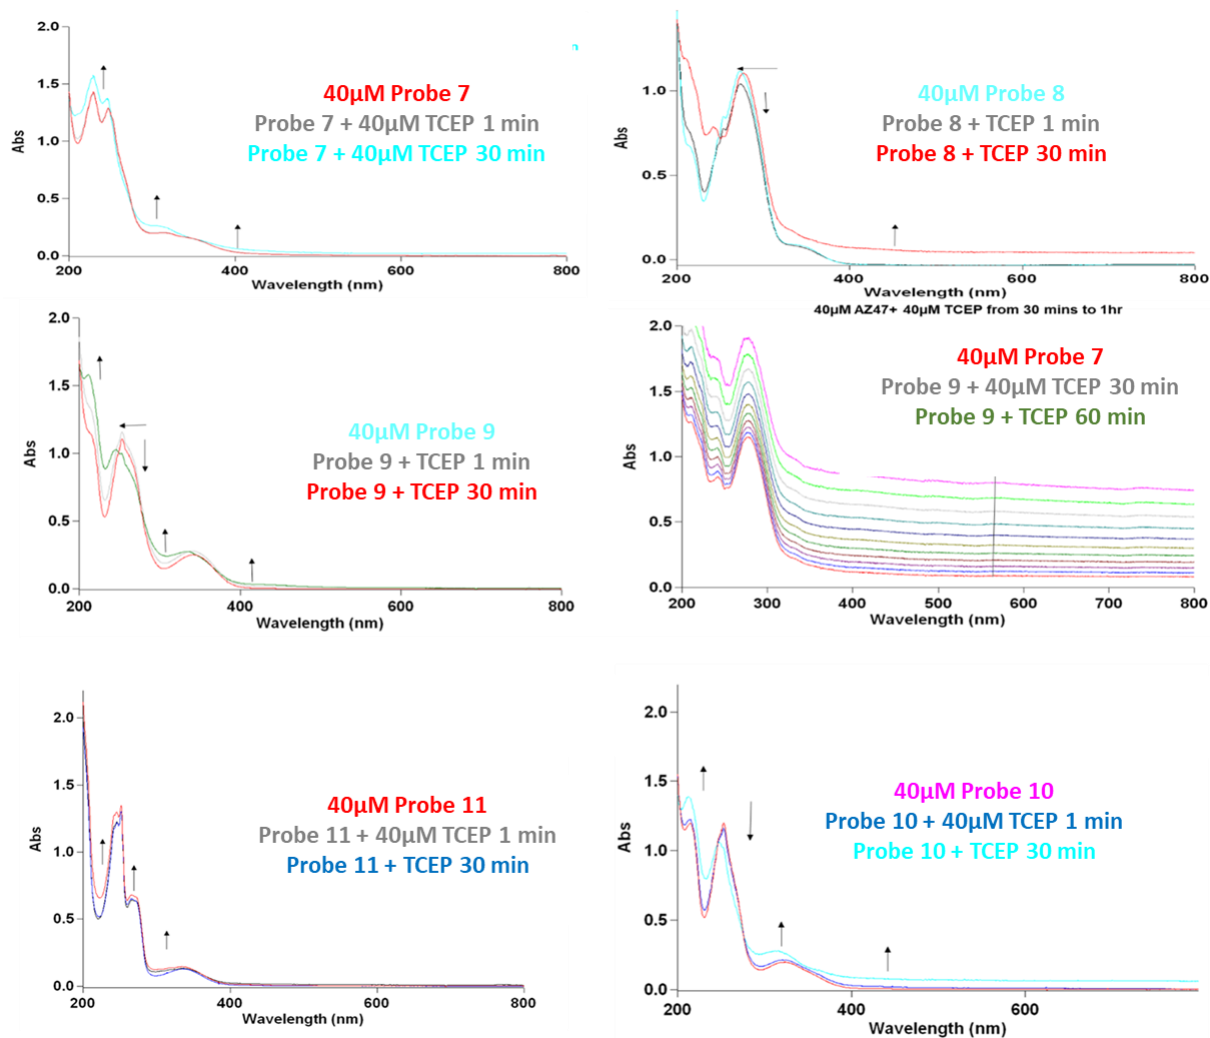 2.0
1.5
1.0
0.5
0.0
Abs
200
400
600
800
Wavelength (nm)
n
40µM Probe 7
Probe 7 + 40µM TCEP 1 min
Probe 7 + 40µM TCEP 30 min
1.0
0.5
0.0
Abs
200
400
600
800
Wavelength (nm)
40µM Probe 8
Probe 8 + TCEP 1 min
Probe 8 + TCEP 30 min
2.0
1.5
1.0
0.5
0.0
Abs
200
400
600
800
Wavelength (nm)
40µM Probe 9
Probe 9 + TCEP 1 min
Probe 9 + TCEP 30 min
40µM AZ47+ 40µM TCEP from 30 mins to 1hr
2.0
1.5
1.0
0.5
0.0
Abs
200
300
400
500
600
700
800
Wavelength (nm)
40µM Probe 7
Probe 9 + 40µM TCEP 30 min
Probe 9 + TCEP 60 min
2.0
1.5
1.0
0.5
0.0
Abs
200
400
600
800
Wavelength (nm)
40µM Probe 11
Probe 11 + 40µM TCEP 1 min
Probe 11 + TCEP 30 min
2.0
1.5
1.0
0.5
0.0
Abs
200
400
600
Wavelength (nm)
40µM Probe 10
Probe 10 + 40µM TCEP 1 min
Probe 10 + TCEP 30 min